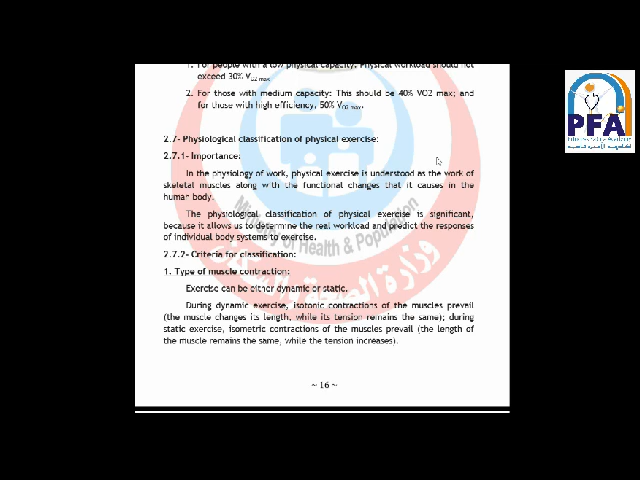 1. For people with a low physical capacity: Physical workload should not
exceed 30% VO2 max.
2. For those with medium capacity: This should be 40% VO2 max; and
for those with high efficiency, 50% VO2 max.
2.7- Physiological classification of physical exercise:
2.7.1- Importance:
In the physiology of work, physical exercise is understood as the work of
skeletal muscles along with the functional changes that it causes in the
human body.
The physiological classification of physical exercise is significant,
because it allows us to determine the real workload and predict the responses
of individual body systems to exercise.
2.7.2- Criteria for classification:
1. Type of muscle contraction:
Exercise can be either dynamic or static.
During dynamic exercise, isotonic contractions of the muscles prevail
(the muscle changes its length, while its tension remains the same); during
static exercise, isometric contractions of the muscles prevail (the length of
the muscle remains the same, while the tension increases).
~ 16 ~
Ministry of Health & Population
وزارة الصحة والسكان
PFA